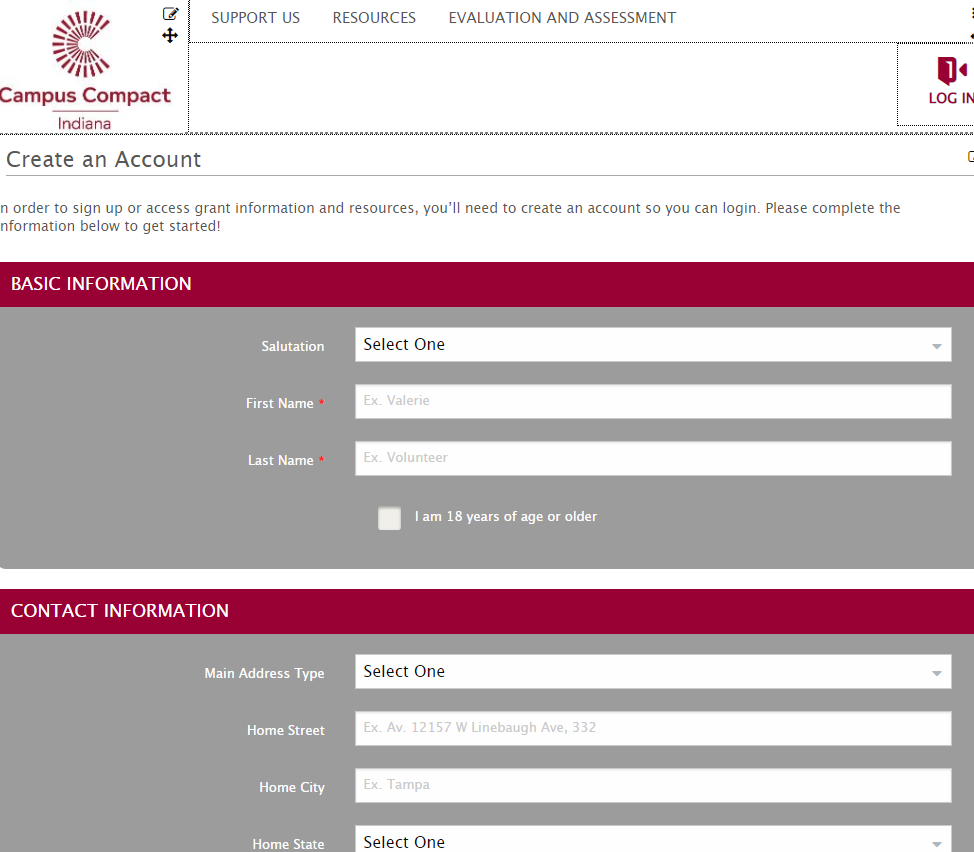 SUPPORT US RESOURCES EVALUATION AND ASSESSMENT
Campus Compact
Indiana
LOG IN
Create an Account
n order to sign up or access grant information and resources, you'll need to create an account so you can login. Please complete the
nformation below to get started!
BASIC INFORMATION
Salutation Select One
First Name * Ex. Valerie
Last Name * Ex. Volunteer
I am 18 years of age or older
CONTACT INFORMATION
Main Address Type Select One
Home Street Ex. Av. 12157 W Linebaugh Ave, 332
Home City Ex. Tampa
Home State Select One